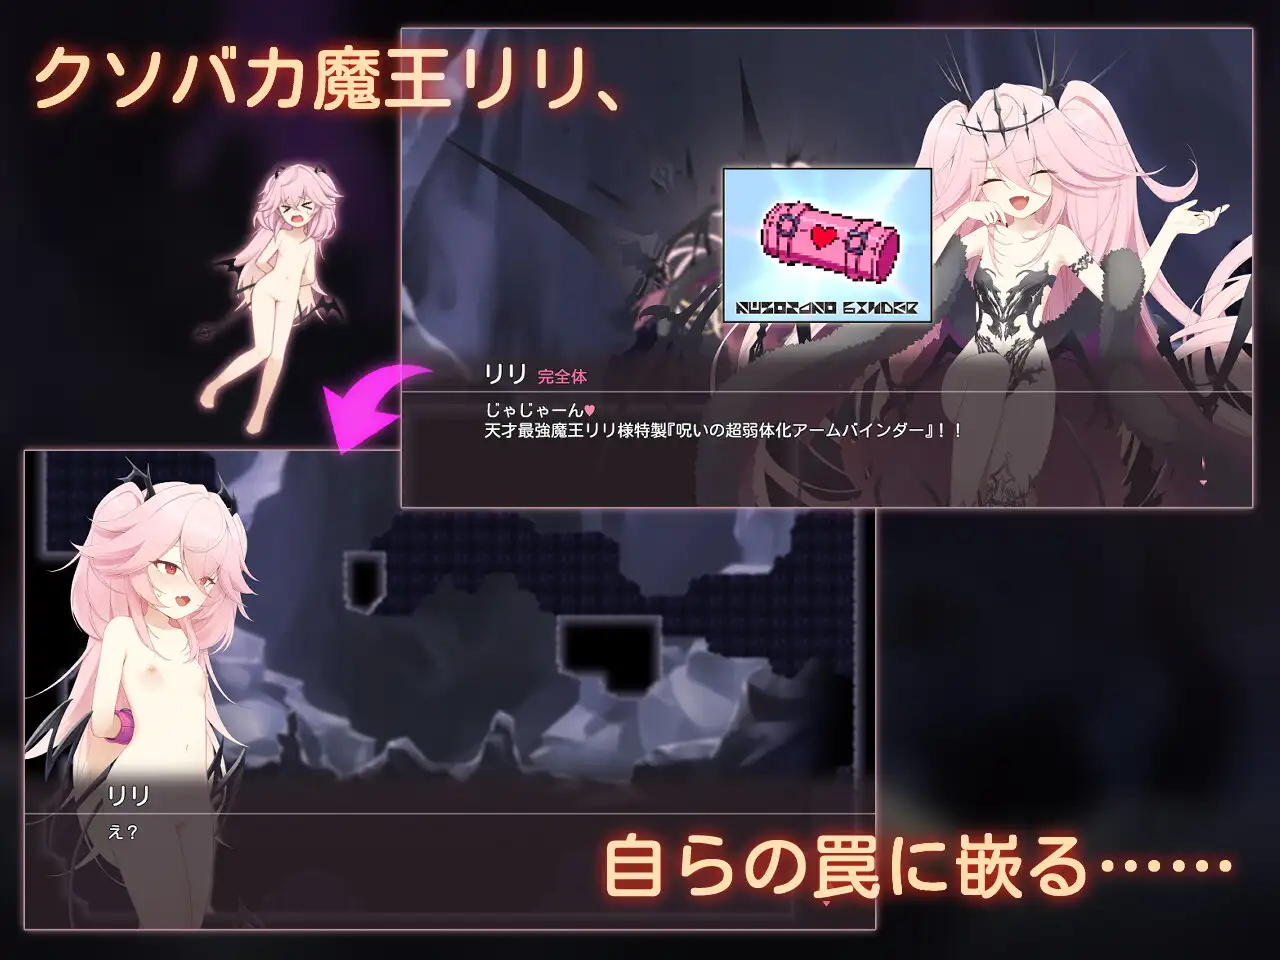 クソバカ魔王リリ、
リリ 完全体
じゃじゃーん♥
天才最強魔王リリ様特製『呪いの超弱体化アームバインダー』！！
リリ
え？
自らの罠に嵌る……